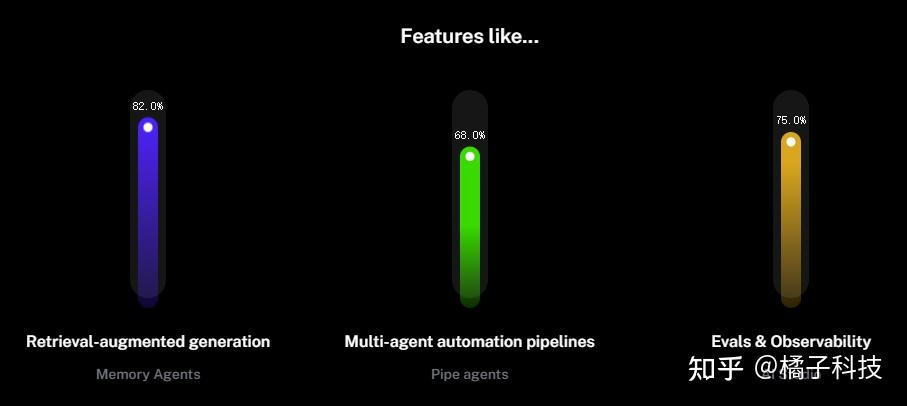 Features like...
82.0%
68.0%
75.0%
Retrieval-augmented generation
Multi-agent automation pipelines
Evals & Observability
Memory Agents
Pipe agents
知乎 @橘子科技